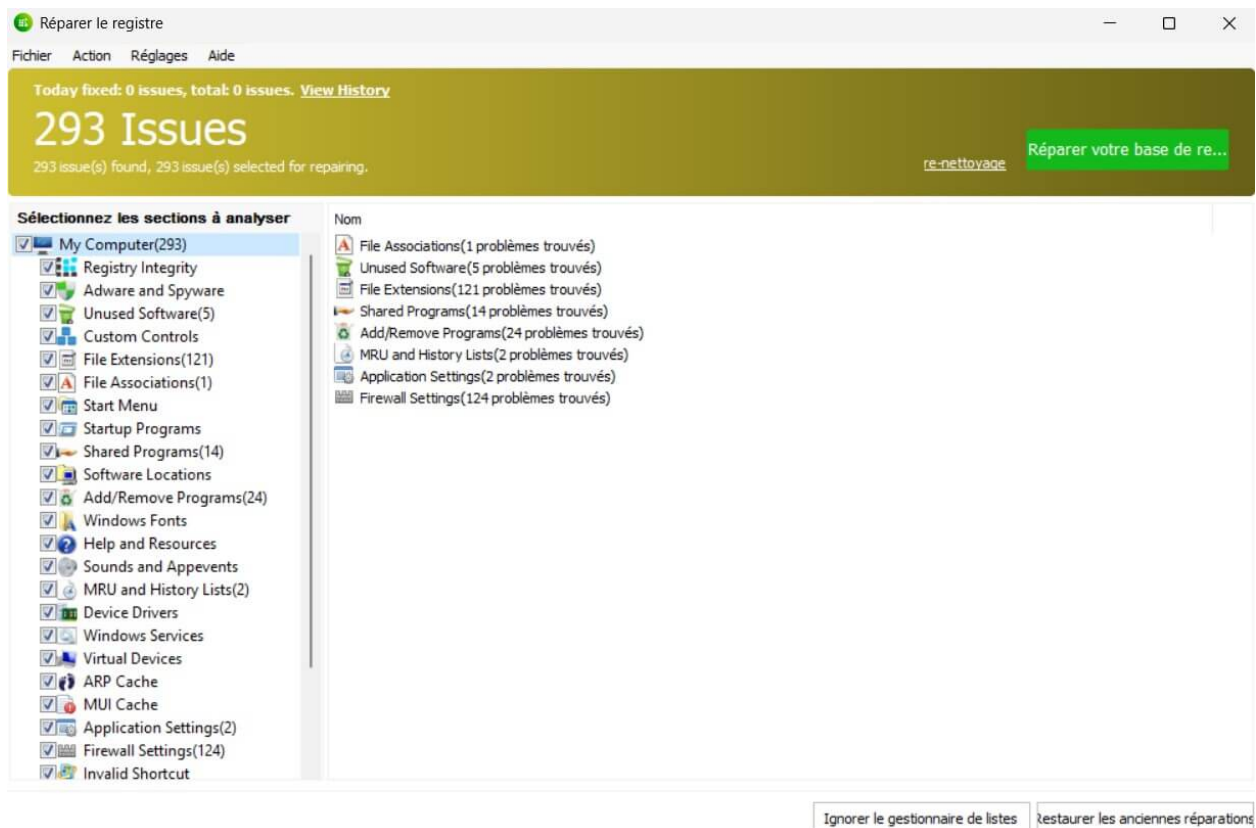 Réparer le registre
Fichier Action Réglages Aide
Today fixed: 0 issues, total: 0 issues. View History
293 Issues
293 issue(s) found, 293 issue(s) selected for repairing.
re-nettoyage
Réparer votre base de re...
Sélectionnez les sections à analyser
My Computer(293)
Registry Integrity
Adware and Spyware
Unused Software(5)
Custom Controls
File Extensions(121)
File Associations(1)
Start Menu
Startup Programs
Shared Programs(14)
Software Locations
Add/Remove Programs(24)
Windows Fonts
Help and Resources
Sounds and Appevents
MRU and History Lists(2)
Device Drivers
Windows Services
Virtual Devices
ARP Cache
MUI Cache
Application Settings(2)
Firewall Settings(124)
Invalid Shortcut
Nom
File Associations(1 problèmes trouvés)
Unused Software(5 problèmes trouvés)
File Extensions(121 problèmes trouvés)
Shared Programs(14 problèmes trouvés)
Add/Remove Programs(24 problèmes trouvés)
MRU and History Lists(2 problèmes trouvés)
Application Settings(2 problèmes trouvés)
Firewall Settings(124 problèmes trouvés)
Ignorer le gestionnaire de listes
Restaurer les anciennes réparations